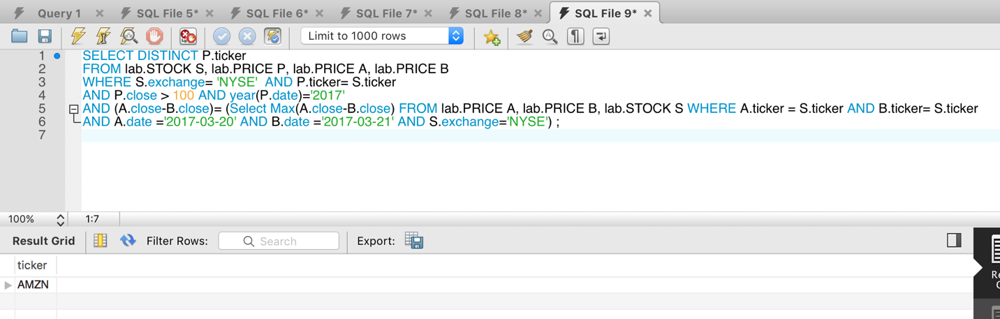 Query 1 SQL File 5* SQL File 6* SQL File 7* SQL File 8* SQL File 9*
Limit to 1000 rows
1 SELECT DISTINCT P.ticker
2 FROM lab.STOCK S, lab.PRICE P, lab.PRICE A, lab.PRICE B
3 WHERE S.exchange= 'NYSE' AND P.ticker= S.ticker
4 AND P.close > 100 AND year(P.date)='2017'
5 AND (A.close-B.close)= (Select Max(A.close-B.close) FROM lab.PRICE A, lab.PRICE B, lab.STOCK S WHERE A.ticker = S.ticker AND B.ticker= S.ticker
6 AND A.date ='2017-03-20' AND B.date ='2017-03-21' AND S.exchange='NYSE') ;
7
100% 1:7
Result Grid Filter Rows: Search Export:
ticker
AMZN